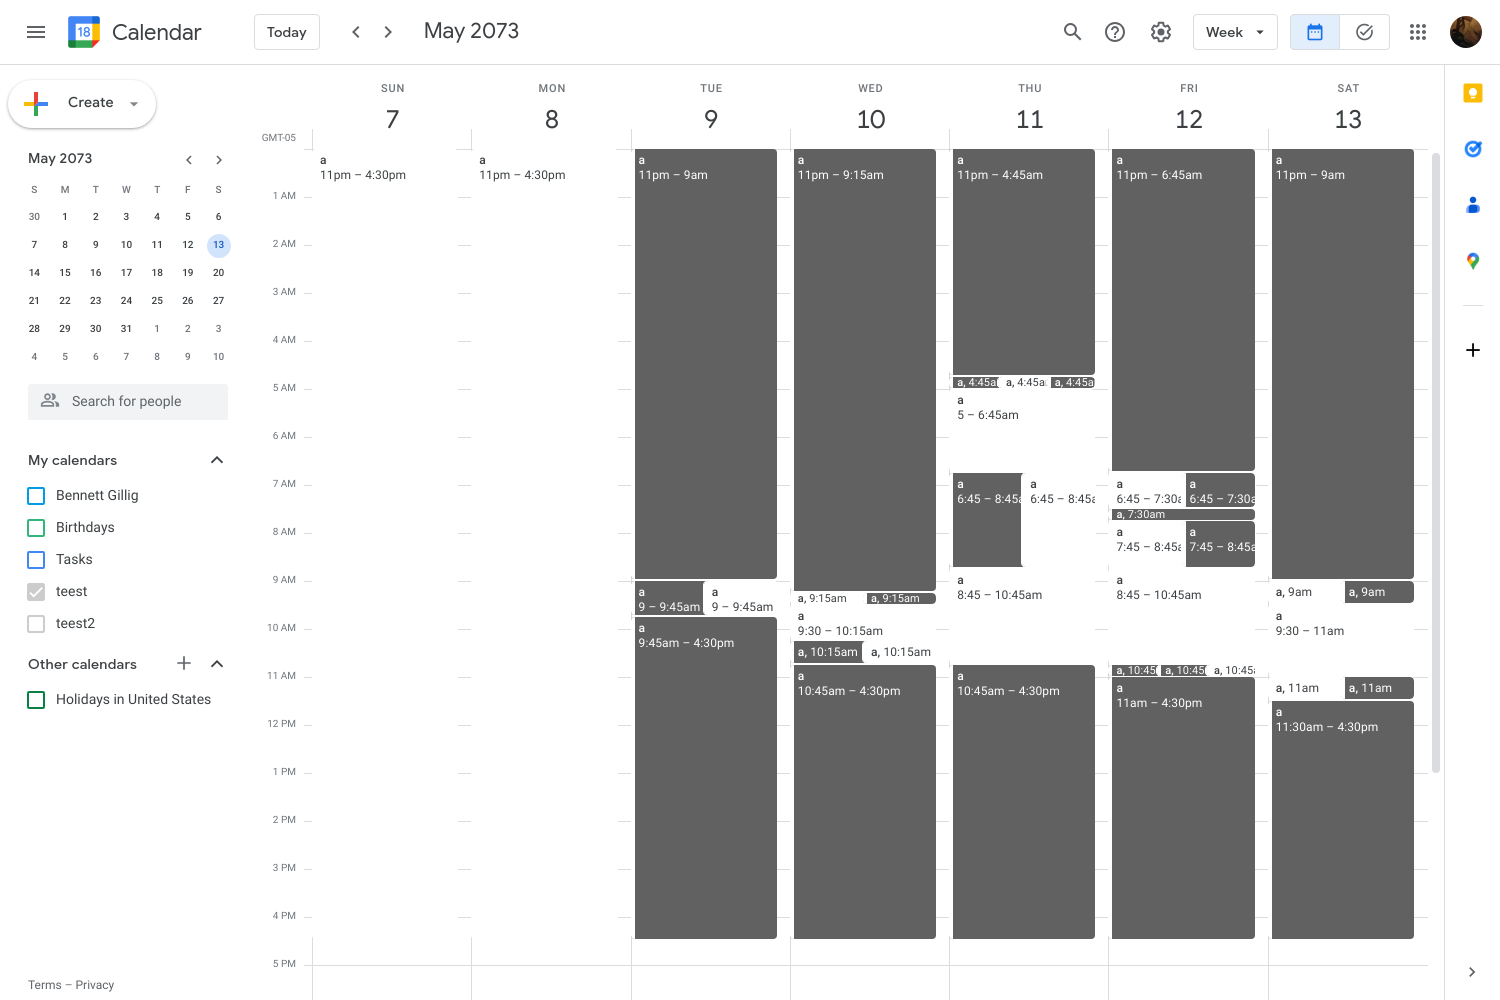 18 Calendar Today May 2073 Week
Create
May 2073
S M T W T F S
30 1 2 3 4 5 6
7 8 9 10 11 12 13
14 15 16 17 18 19 20
21 22 23 24 25 26 27
28 29 30 31 1 2 3
4 5 6 7 8 9 10
Search for people
My calendars
Bennett Gillig
Birthdays
Tasks
teest
teest2
Other calendars
Holidays in United States
Terms – Privacy
GMT-05
1 AM
2 AM
3 AM
4 AM
5 AM
6 AM
7 AM
8 AM
9 AM
10 AM
11 AM
12 PM
1 PM
2 PM
3 PM
4 PM
5 PM
SUN
7
a
11pm – 4:30pm
MON
8
a
11pm – 4:30pm
TUE
9
a
11pm – 9am
a
9 – 9:45am
a
9 – 9:45am
a
9:45am – 4:30pm
WED
10
a
11pm – 9:15am
a, 9:15am
a, 9:15am
a
9:30 – 10:15am
a, 10:15am
a, 10:15am
a
10:45am – 4:30pm
THU
11
a
11pm – 4:45am
a, 4:45a
a, 4:45a
a, 4:45a
a
5 – 6:45am
a
6:45 – 8:45a
a
6:45 – 8:45a
a
8:45 – 10:45am
a
10:45am – 4:30pm
FRI
12
a
11pm – 6:45am
a
6:45 – 7:30a
a
6:45 – 7:30a
a, 7:30am
a
7:45 – 8:45a
a
7:45 – 8:45a
a
8:45 – 10:45am
a, 10:45
a, 10:45
a, 10:45
a
11am – 4:30pm
SAT
13
a
11pm – 9am
a, 9am
a, 9am
a
9:30 – 11am
a, 11am
a, 11am
a
11:30am – 4:30pm